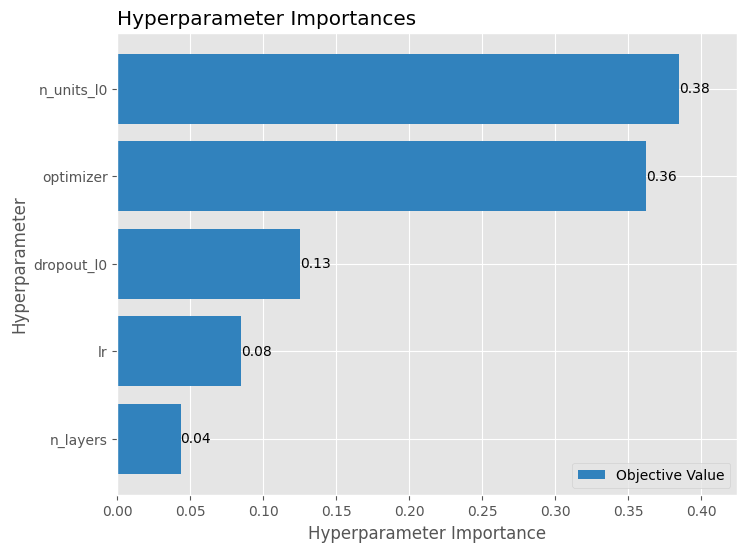 Hyperparameter Importances
Hyperparameter
n_units_l0
0.38
optimizer
0.36
dropout_l0
0.13
lr
0.08
n_layers
0.04
Objective Value
0.00 0.05 0.10 0.15 0.20 0.25 0.30 0.35 0.40
Hyperparameter Importance